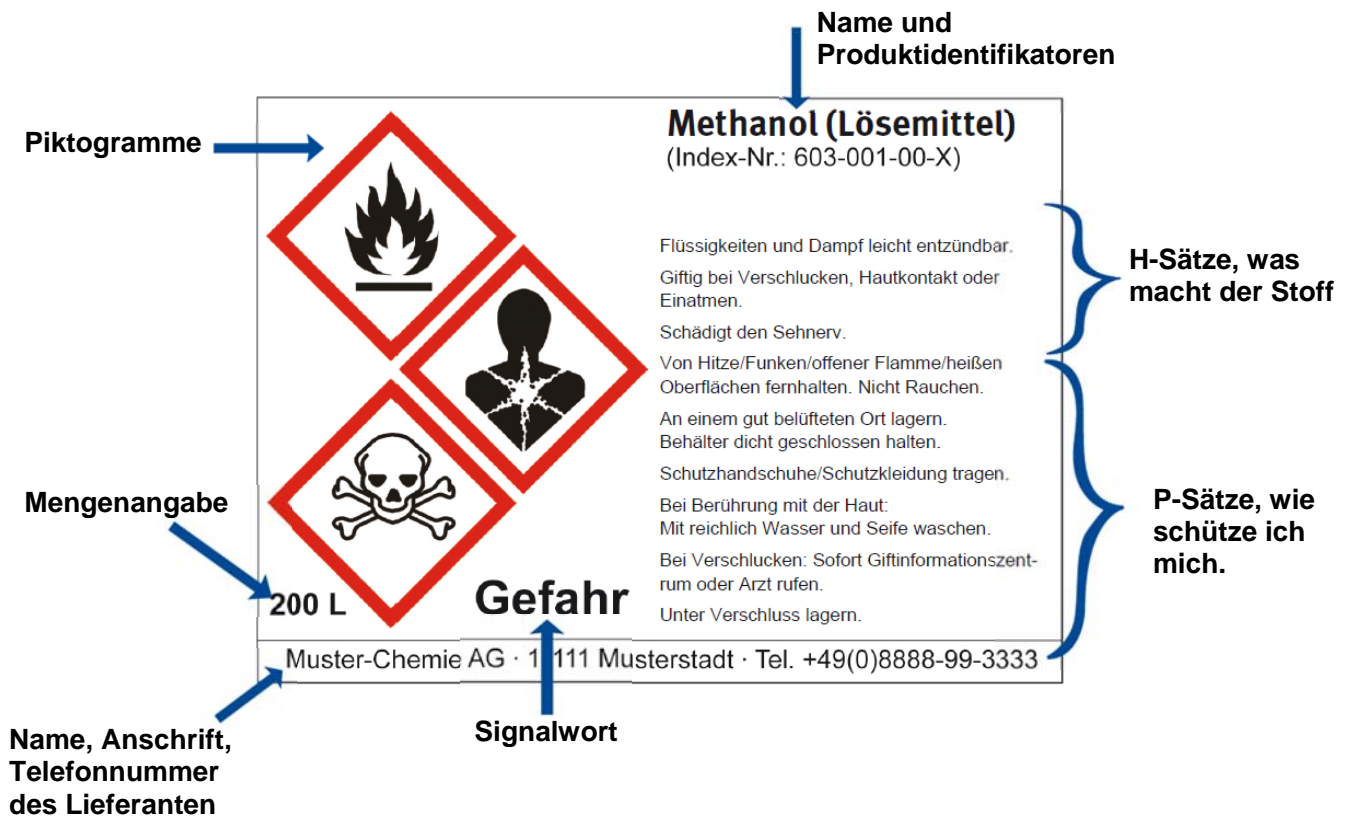 Name und
Produktidentifikatoren
Piktogramme
Methanol (Lösemittel)
(Index-Nr.: 603-001-00-X)
Flüssigkeiten und Dampf leicht entzündbar.
Giftig bei Verschlucken, Hautkontakt oder
Einatmen.
Schädigt den Sehnerv.
H-Sätze, was
macht der Stoff
Von Hitze/Funken/offener Flamme/heißen
Oberflächen fernhalten. Nicht Rauchen.
An einem gut belüfteten Ort lagern.
Behälter dicht geschlossen halten.
Schutzhandschuhe/Schutzkleidung tragen.
Bei Berührung mit der Haut:
Mit reichlich Wasser und Seife waschen.
Bei Verschlucken: Sofort Giftinformationszent-
rum oder Arzt rufen.
Unter Verschluss lagern.
P-Sätze, wie
schütze ich
mich.
Mengenangabe
200 L
Gefahr
Muster-Chemie AG · Musterstadt · Tel. +49(0)8888-99-3333
Signalwort
Name, Anschrift,
Telefonnummer
des Lieferanten